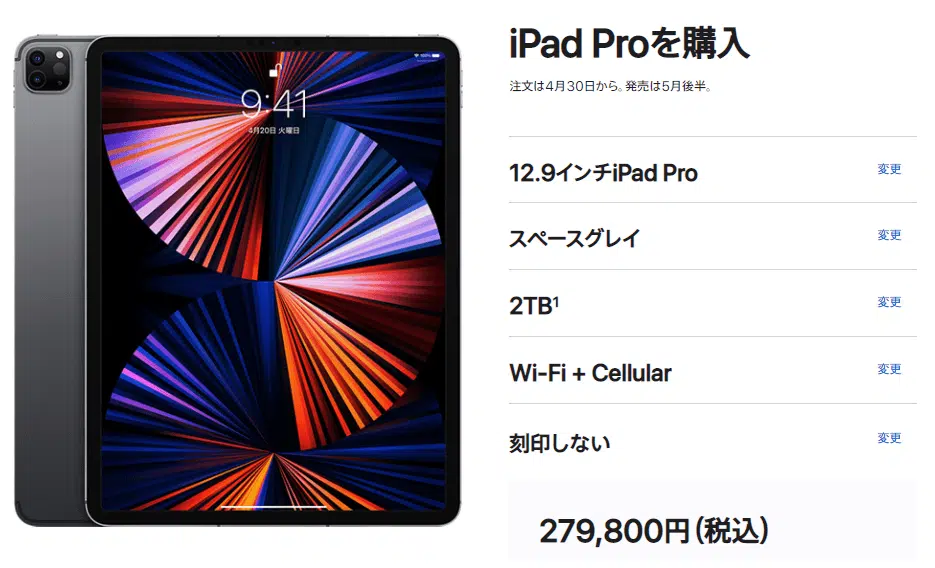 iPad Proを購入
注文は4月30日から。発売は5月後半。
12.9インチiPad Pro
変更
スペースグレイ
変更
2TB¹
変更
Wi-Fi + Cellular
変更
刻印しない
変更
279,800円（税込）
100%
9:41
4月20日 火曜日